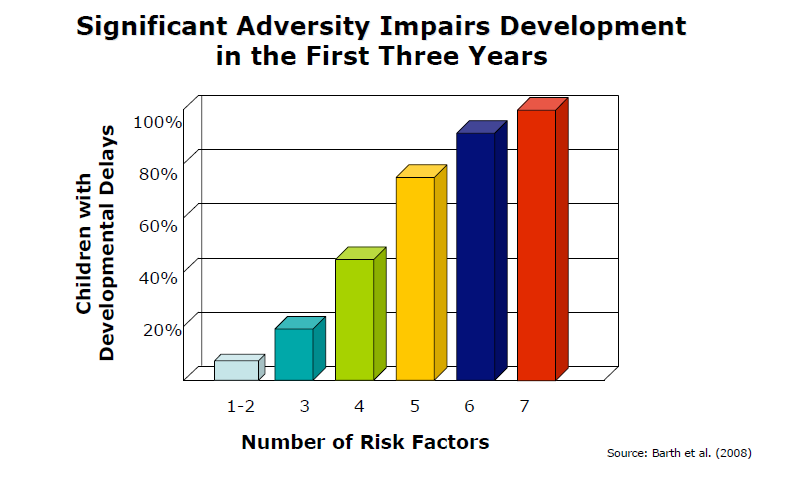 Significant Adversity Impairs Development
in the First Three Years
Children with
Developmental Delays
100%
80%
60%
40%
20%
1-2 3 4 5 6 7
Number of Risk Factors
Source: Barth et al. (2008)